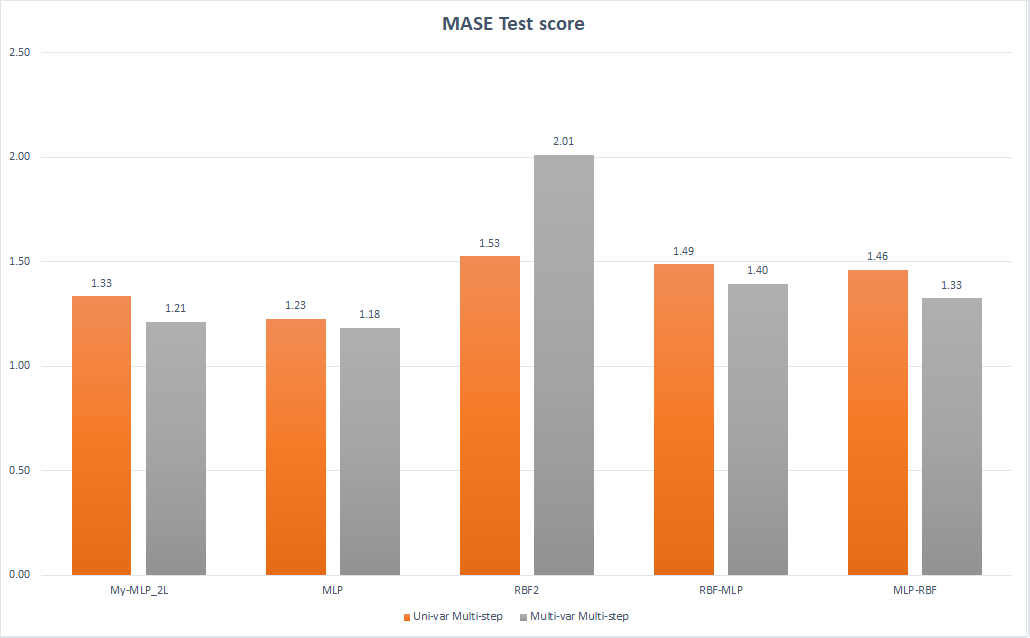 MASE Test score
2.50
2.00
1.50
1.00
0.50
0.00
1.33
1.21
1.23
1.18
1.53
2.01
1.49
1.40
1.46
1.33
My-MLP_2L
MLP
RBF2
RBF-MLP
MLP-RBF
Uni-var Multi-step
Multi-var Multi-step